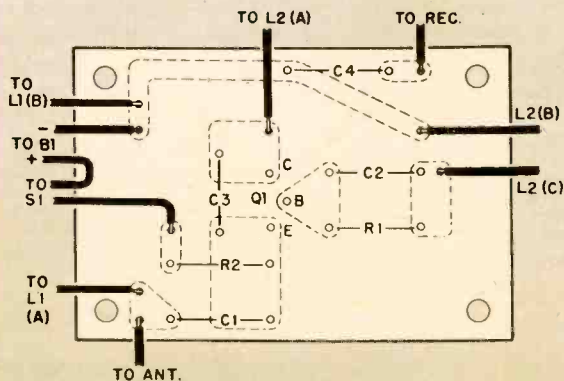 TO L2(A)
TO REC.
TO
L1(B)
C4
−
TO B1
+
TO
S1
L2(B)
L2(C)
C
C2
C3
Q1
B
E
R1
R2
TO
L1
(A)
C1
TO ANT.